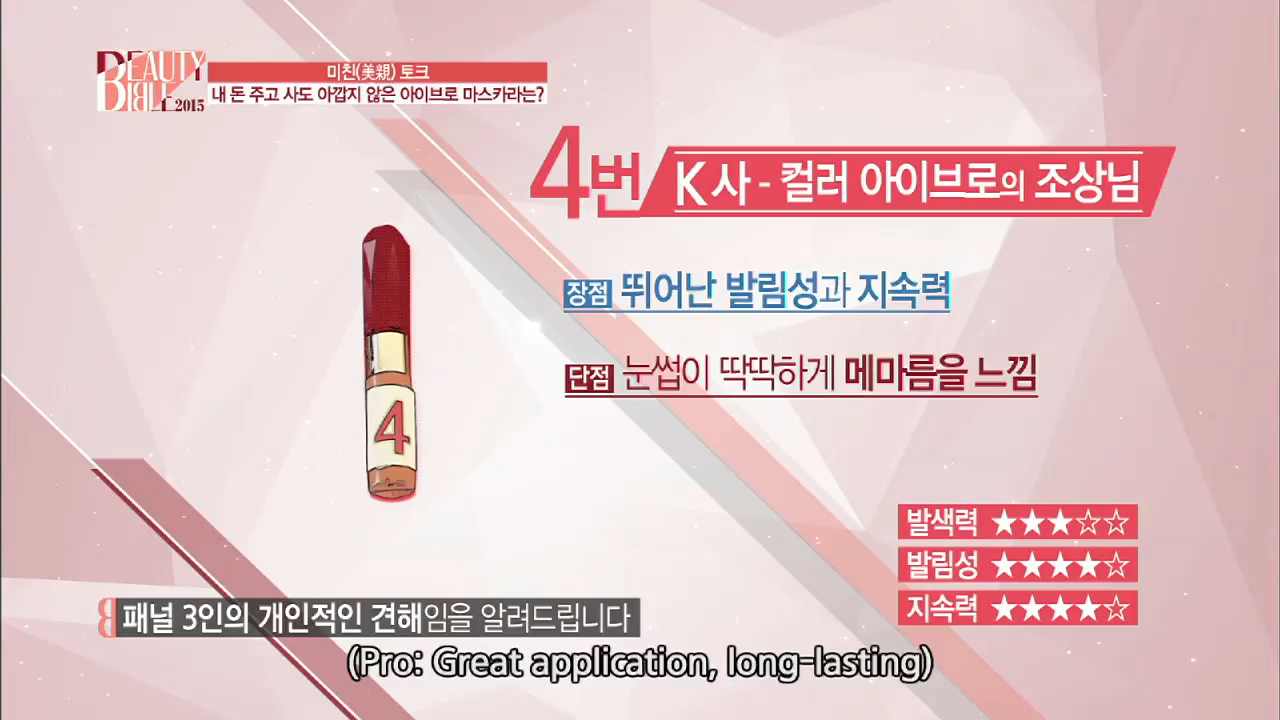 BEAUTY
BIBLE 2015
미친(美親) 토크
내 돈 주고 사도 아깝지 않은 아이브로 마스카라는?
4번 K사 - 컬러 아이브로의 조상님
장점 뛰어난 발림성과 지속력
단점 눈썹이 딱딱하게 메마름을 느낌
4
발색력 ★★★☆☆
발림성 ★★★★☆
지속력 ★★★★☆
B 패널 3인의 개인적인 견해임을 알려드립니다
(Pro: Great application, long-lasting)